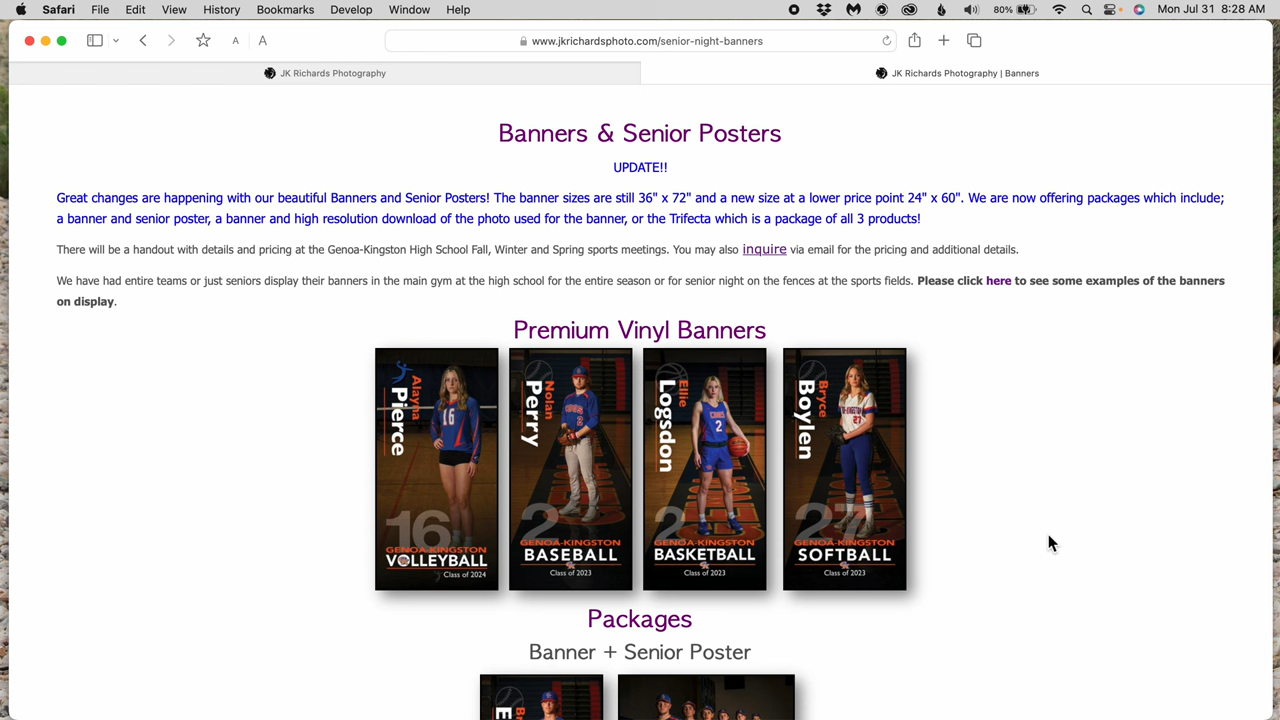 Safari File Edit View History Bookmarks Develop Window Help 80% Mon Jul 31 8:28 AM
A A www.jkrichardsphoto.com/senior-night-banners
JK Richards Photography JK Richards Photography | Banners
Banners & Senior Posters
UPDATE!!
Great changes are happening with our beautiful Banners and Senior Posters! The banner sizes are still 36" x 72" and a new size at a lower price point 24" x 60". We are now offering packages which include;
a banner and senior poster, a banner and high resolution download of the photo used for the banner, or the Trifecta which is a package of all 3 products!
There will be a handout with details and pricing at the Genoa-Kingston High School Fall, Winter and Spring sports meetings. You may also inquire via email for the pricing and additional details.
We have had entire teams or just seniors display their banners in the main gym at the high school for the entire season or for senior night on the fences at the sports fields. Please click here to see some examples of the banners
on display.
Premium Vinyl Banners
Alayna
Pierce
16
16
GENOA-KINGSTON
VOLLEYBALL
Class of 2024
Nolan
Perry
2
GENOA-KINGSTON
BASEBALL
Class of 2023
Ellie
Logsdon
2
2
GENOA-KINGSTON
BASKETBALL
Class of 2023
Bryce
Boylen
27
27
GENOA-KINGSTON
SOFTBALL
Class of 2023
Packages
Banner + Senior Poster